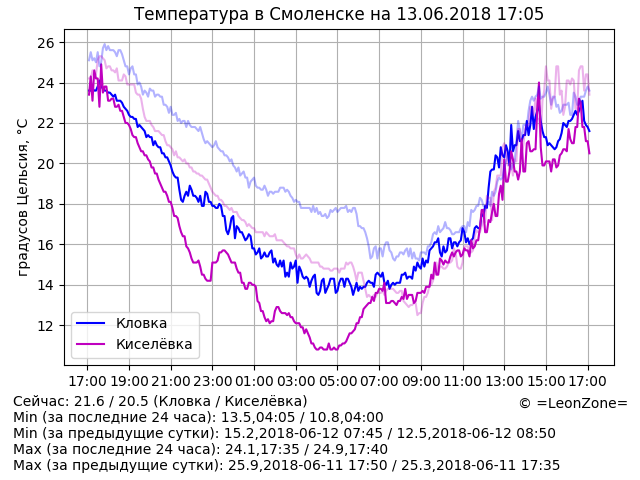 Температура в Смоленске на 13.06.2018 17:05
26
24
22
20
18
16
14
12
градусов Цельсия, °C
Кловка
Киселёвка
17:00 19:00 21:00 23:00 01:00 03:00 05:00 07:00 09:00 11:00 13:00 15:00 17:00
Сейчас: 21.6 / 20.5 (Кловка / Киселёвка)
© =LeonZone=
Min (за последние 24 часа): 13.5,04:05 / 10.8,04:00
Min (за предыдущие сутки): 15.2,2018-06-12 07:45 / 12.5,2018-06-12 08:50
Max (за последние 24 часа): 24.1,17:35 / 24.9,17:40
Max (за предыдущие сутки): 25.9,2018-06-11 17:50 / 25.3,2018-06-11 17:35